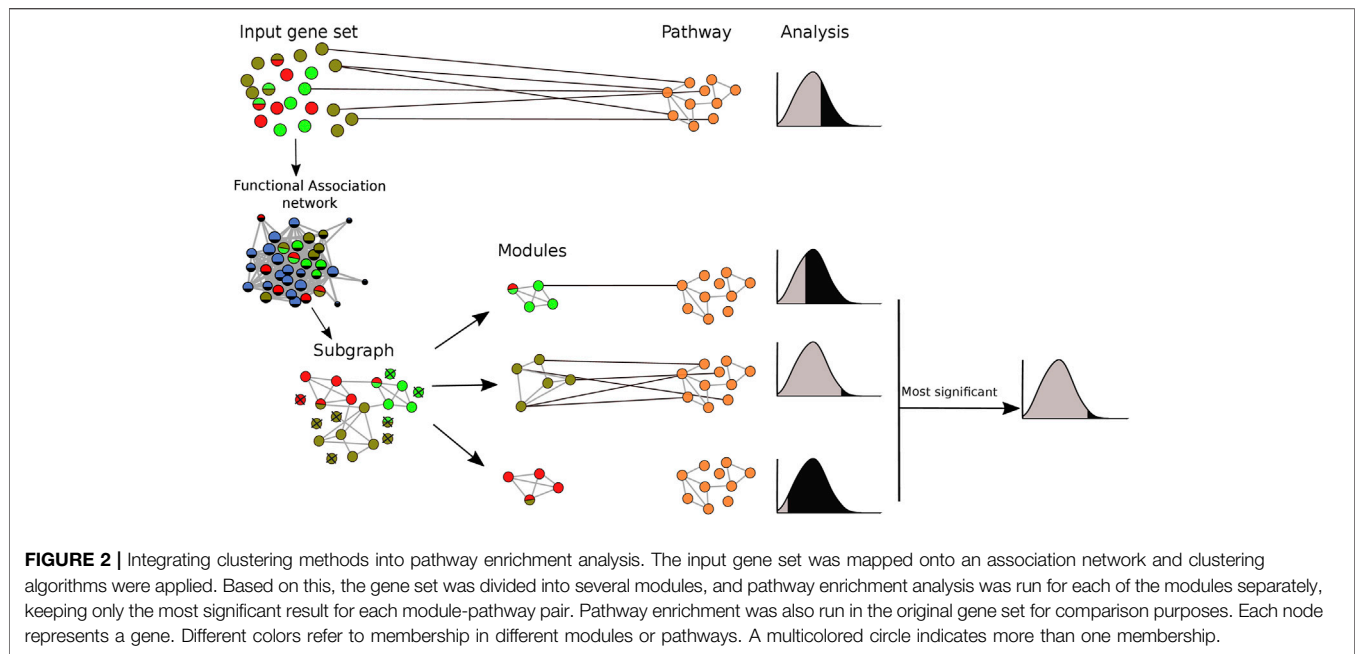 Input gene set
Pathway
Analysis
Functional Association
network
Modules
Subgraph
Most significant
FIGURE 2 | Integrating clustering methods into pathway enrichment analysis. The input gene set was mapped onto an association network and clustering
algorithms were applied. Based on this, the gene set was divided into several modules, and pathway enrichment analysis was run for each of the modules separately,
keeping only the most significant result for each module-pathway pair. Pathway enrichment was also run in the original gene set for comparison purposes. Each node
represents a gene. Different colors refer to membership in different modules or pathways. A multicolored circle indicates more than one membership.